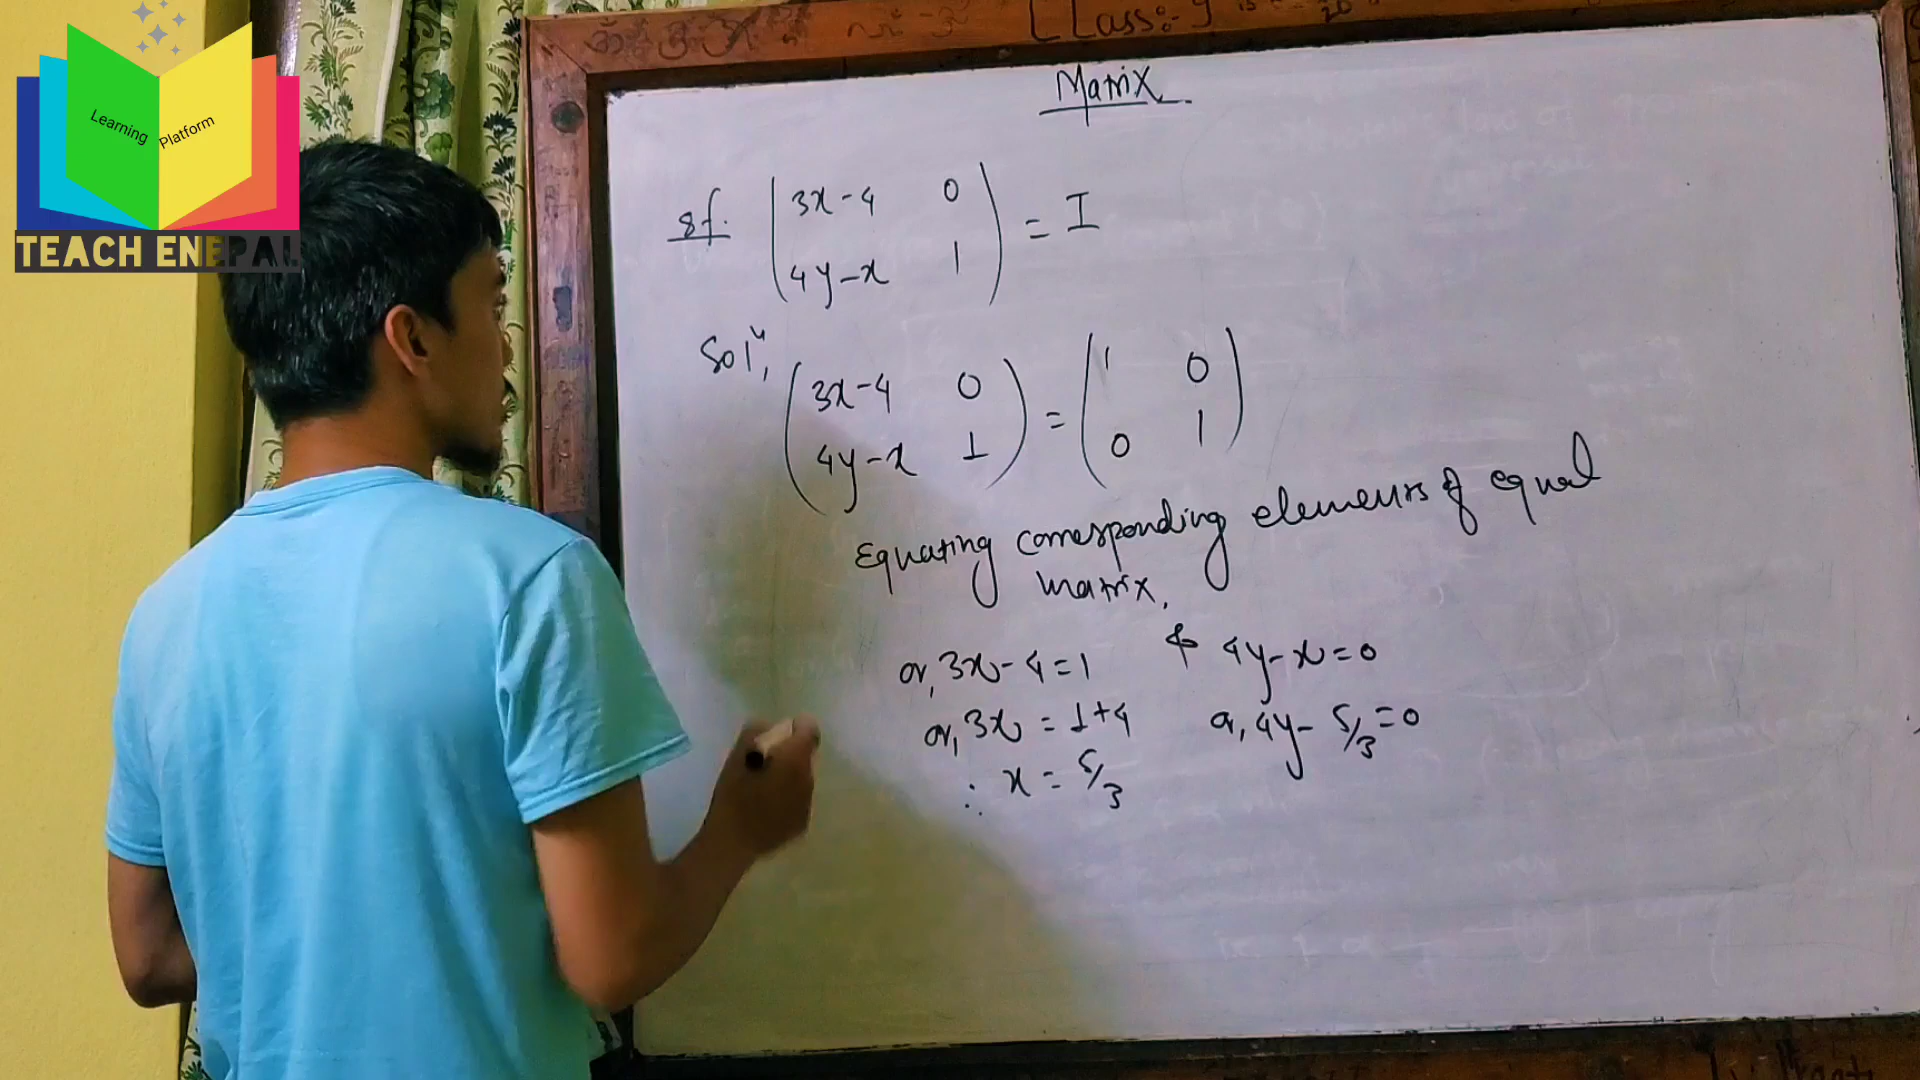 Learning Platform
TEACH ENEPAL
[Class:- 9
Matrix
If. (3x-4 0
4y-x 1) = I
Solⁿ,
(3x-4 0
4y-x 1) = (1 0
0 1)
Equating corresponding elements of equal
matrix.
or, 3x-4=1 & 4y-x=0
or, 3x = 1+4 or, 4y- 5/3=0
∴ x = 5/3